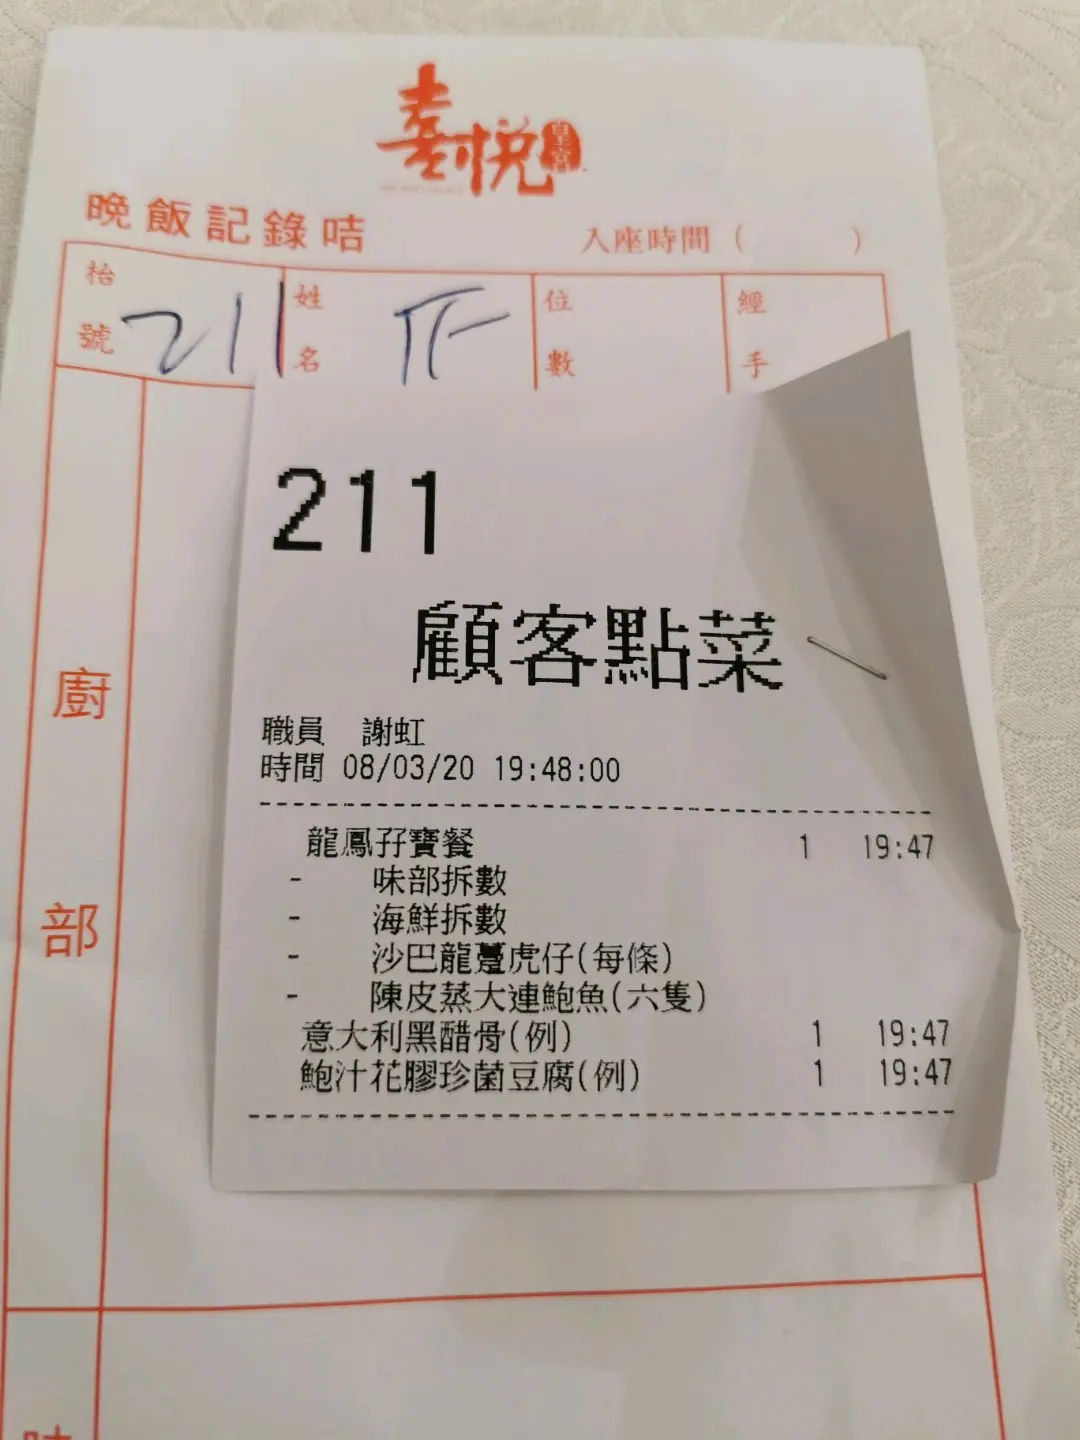 喜悅
皇宮
晚飯記錄咭
入座時間（ ）
枱號 211
姓名
位數
經手
211
顧客點菜
職員 謝虹
時間 08/03/20 19:48:00
龍鳳孖寶餐 1 19:47
- 味部拆數
- 海鮮拆數
- 沙巴龍躉虎仔(每條)
- 陳皮蒸大連鮑魚(六隻)
意大利黑醋骨(例) 1 19:47
鮑汁花膠珍菌豆腐(例) 1 19:47
廚部